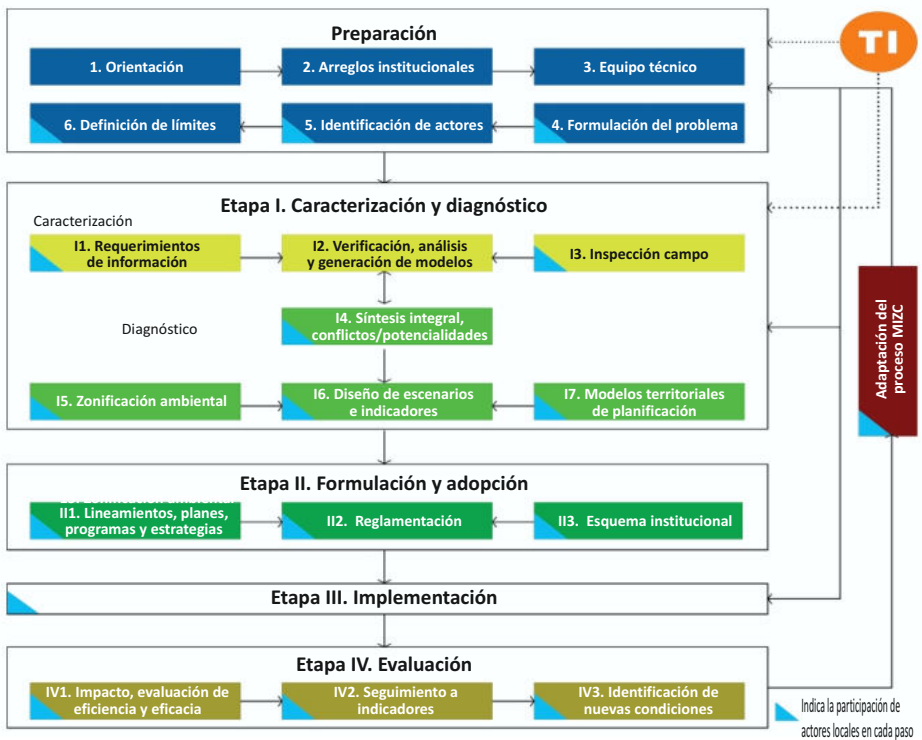 Preparación
TI
1. Orientación
2. Arreglos institucionales
3. Equipo técnico
6. Definición de límites
5. Identificación de actores
4. Formulación del problema
Etapa I. Caracterización y diagnóstico
Caracterización
I1. Requerimientos
de información
I2. Verificación, análisis
y generación de modelos
I3. Inspección campo
Diagnóstico
I4. Síntesis integral,
conflictos/potencialidades
I5. Zonificación ambiental
I6. Diseño de escenarios
e indicadores
I7. Modelos territoriales
de planificación
Adaptación del
proceso MIZC
Etapa II. Formulación y adopción
II1. Lineamientos, planes,
programas y estrategias
II2. Reglamentación
II3. Esquema institucional
Etapa III. Implementación
Etapa IV. Evaluación
IV1. Impacto, evaluación de
eficiencia y eficacia
IV2. Seguimiento a
indicadores
IV3. Identificación de
nuevas condiciones
Indica la participación de
actores locales en cada paso